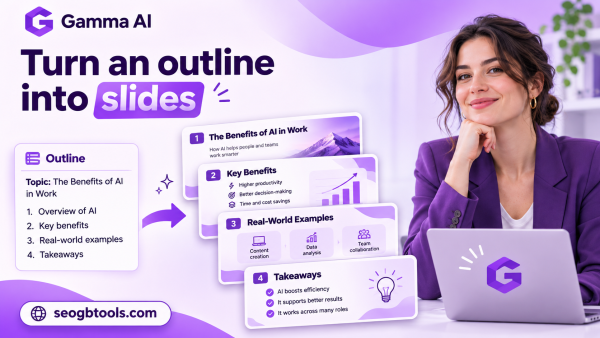 Gamma AI
Turn an outline
into slides
Outline
Topic: The Benefits of AI
in Work
1. Overview of AI
2. Key benefits
3. Real-world examples
4. Takeaways
1 The Benefits of AI in Work
How AI helps people and teams
work smarter
2 Key Benefits
Higher productivity
Better decision-making
Time and cost savings
3 Real-World Examples
Content
creation
Data
analysis
Team
collaboration
4 Takeaways
AI boosts efficiency
It supports better results
It works across many roles
seogbtools.com